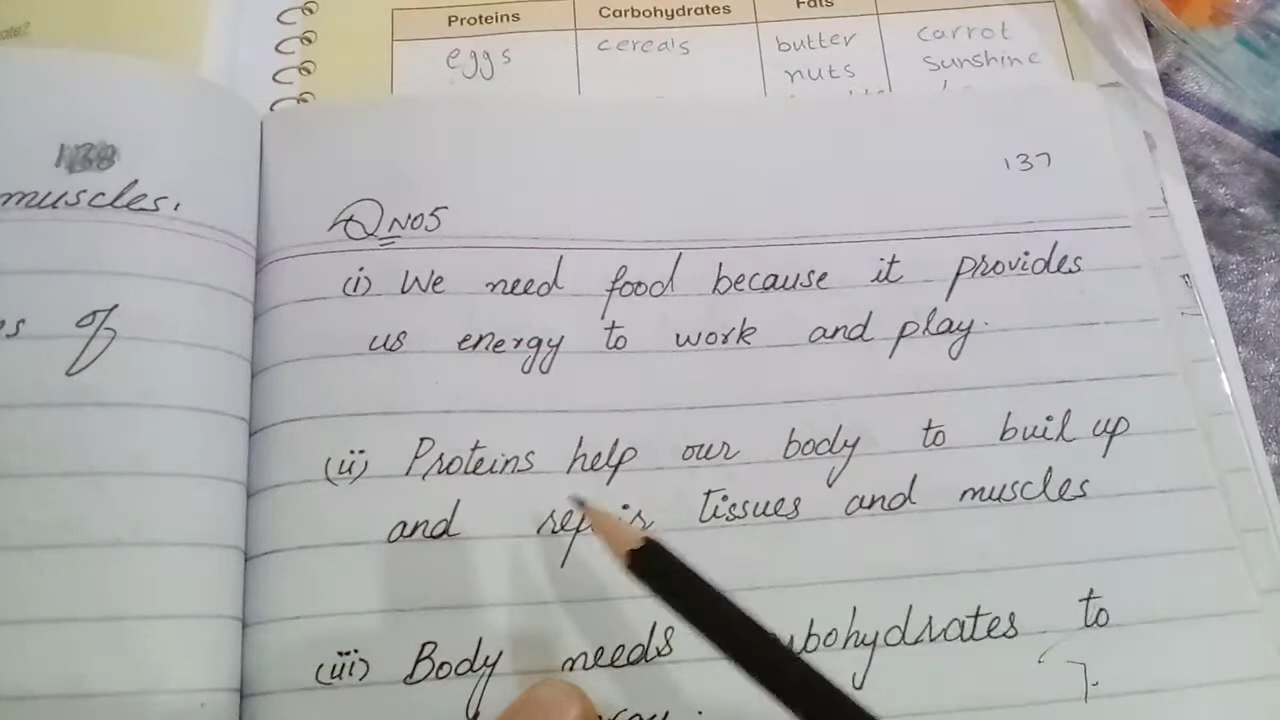 Proteins Carbohydrates Fats
eggs cereals butter carrot
nuts sunshine
138
muscles.
of
137
Q NO5
(i) We need food because it provides
us energy to work and play.
(ii) Proteins help our body to buil up
and repair tissues and muscles
(iii) Body needs to